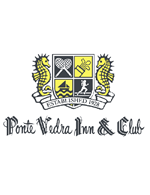 ESTABLISHED 1928
Ponte Vedra Inn & Club